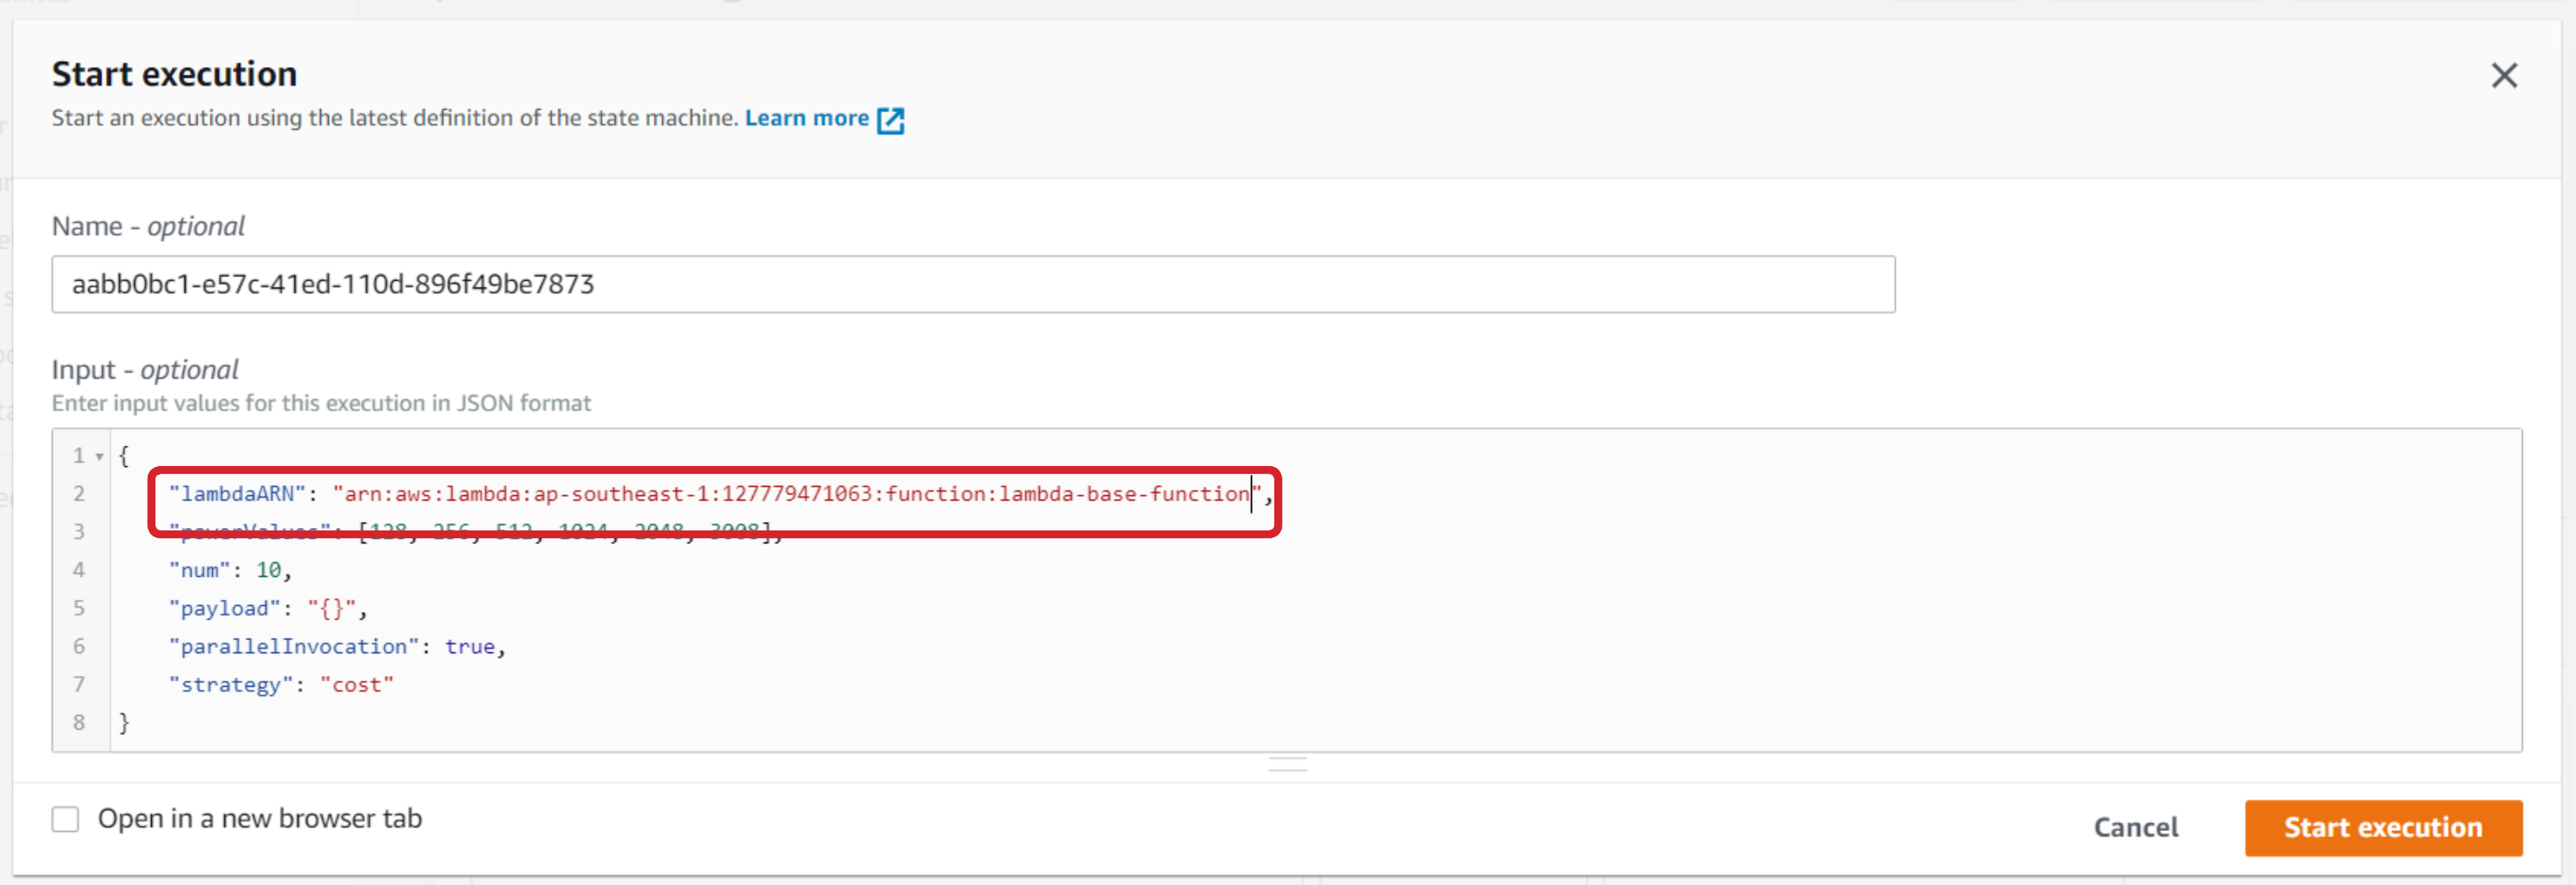 Start execution
Start an execution using the latest definition of the state machine. Learn more
Name - optional
aabb0bc1-e57c-41ed-110d-896f49be7873
Input - optional
Enter input values for this execution in JSON format
1 {
2 "lambdaARN": "arn:aws:lambda:ap-southeast-1:127779471063:function:lambda-base-function",
3 "powerValues": [128, 256, 512, 1024, 2048, 3008],
4 "num": 10,
5 "payload": "{}",
6 "parallelInvocation": true,
7 "strategy": "cost"
8 }
Open in a new browser tab
Cancel
Start execution